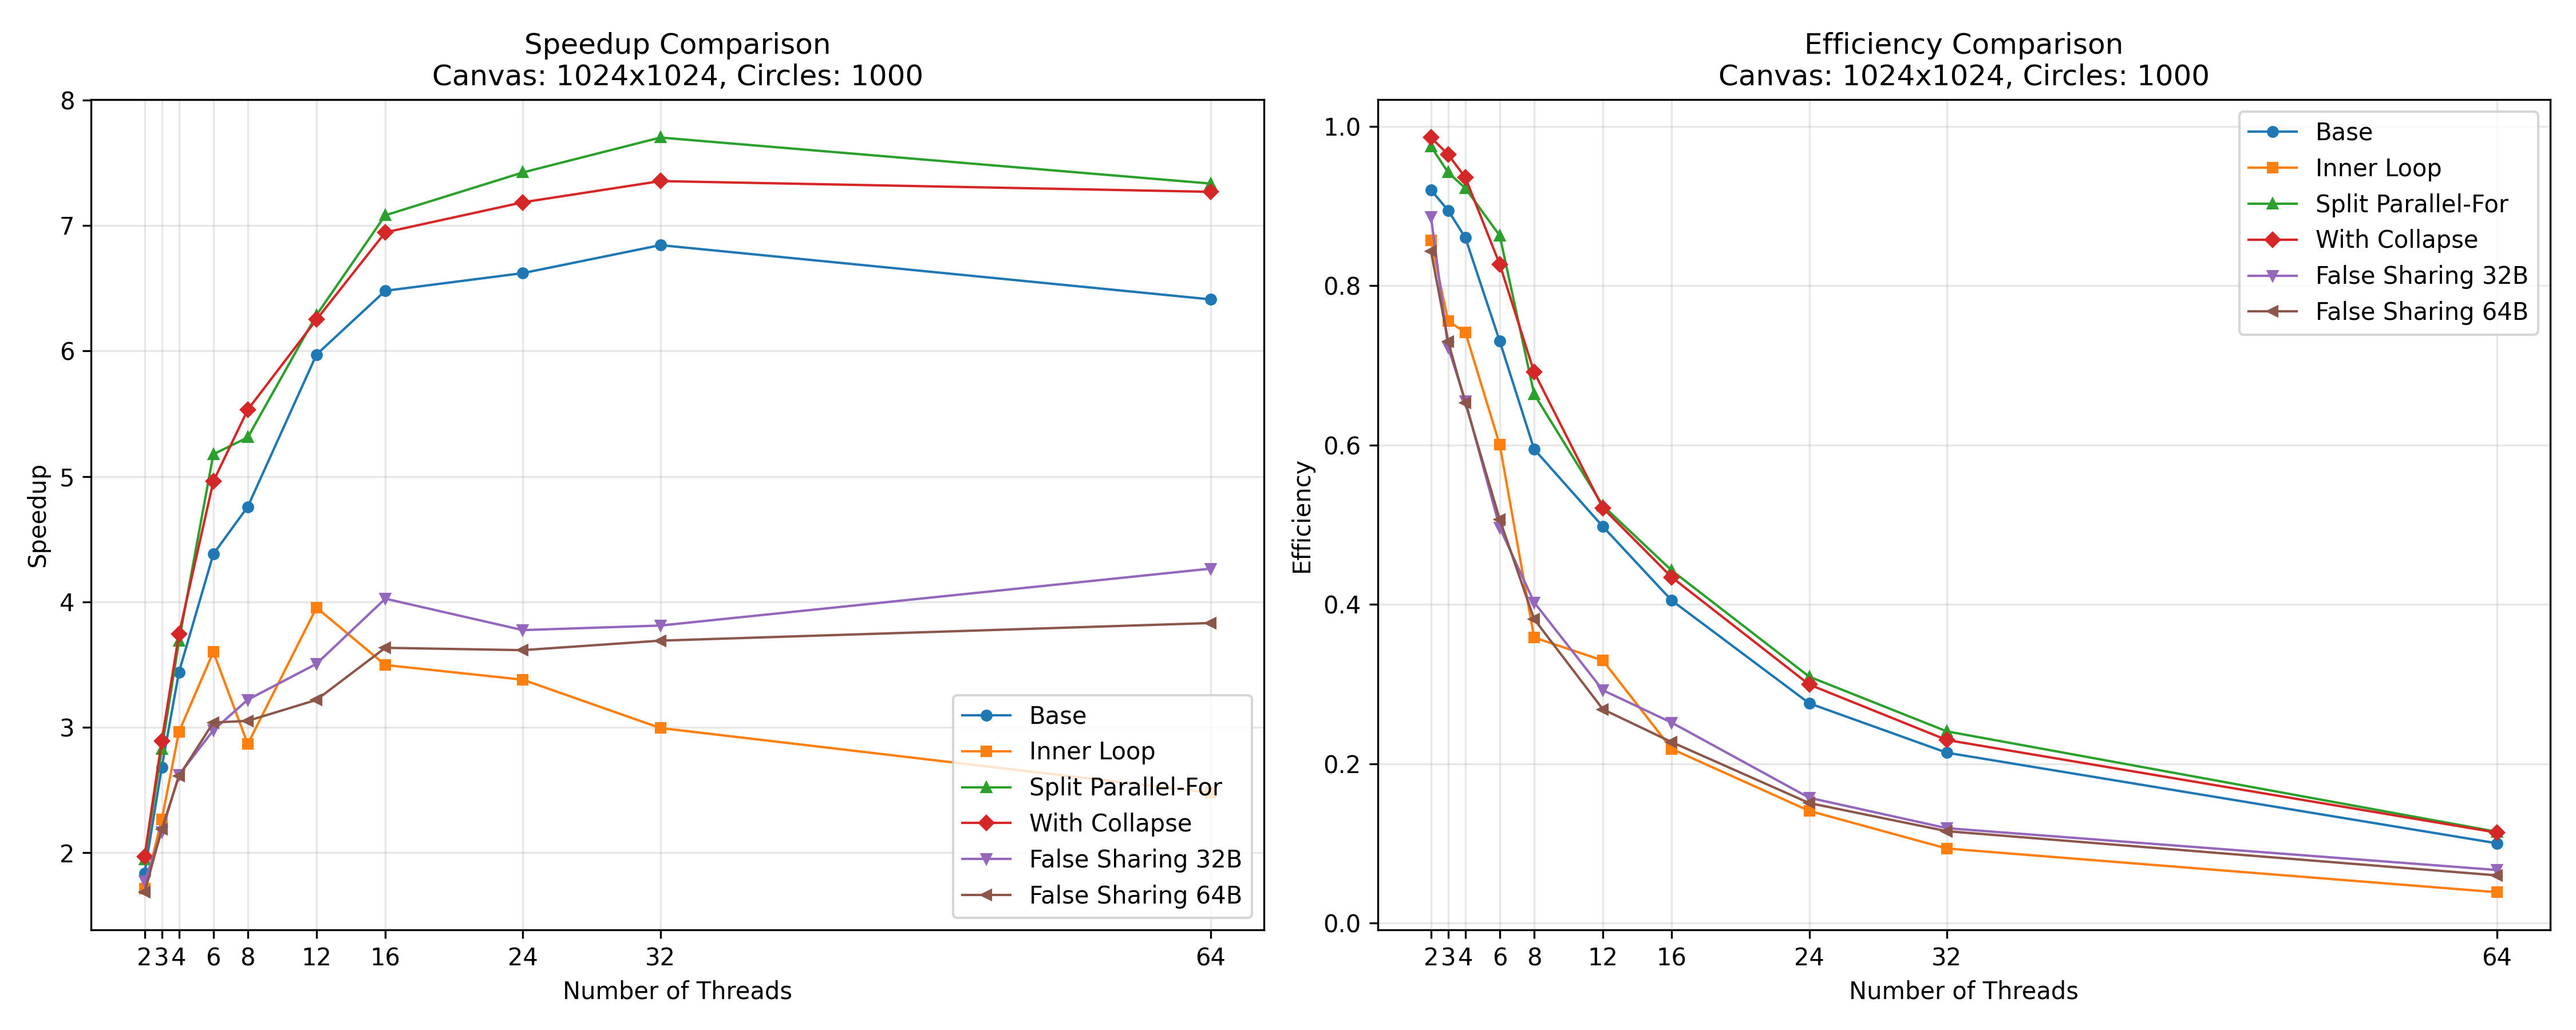 Speedup Comparison
Canvas: 1024x1024, Circles: 1000
8
7
6
5
4
3
2
Speedup
2 3 4 6 8 12 16 24 32 64
Number of Threads
Base
Inner Loop
Split Parallel-For
With Collapse
False Sharing 32B
False Sharing 64B
Efficiency Comparison
Canvas: 1024x1024, Circles: 1000
1.0
0.8
0.6
0.4
0.2
0.0
Efficiency
2 3 4 6 8 12 16 24 32 64
Number of Threads
Base
Inner Loop
Split Parallel-For
With Collapse
False Sharing 32B
False Sharing 64B